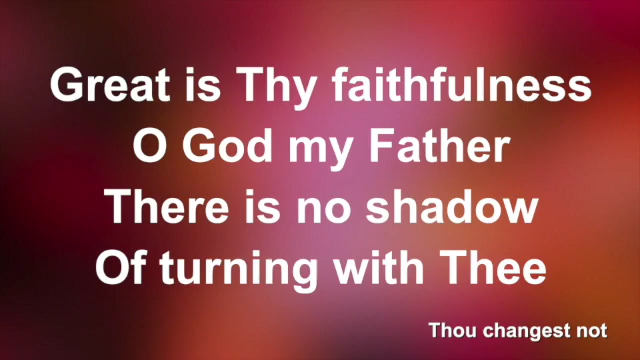 Great is Thy faithfulness
O God my Father
There is no shadow
Of turning with Thee
Thou changest not